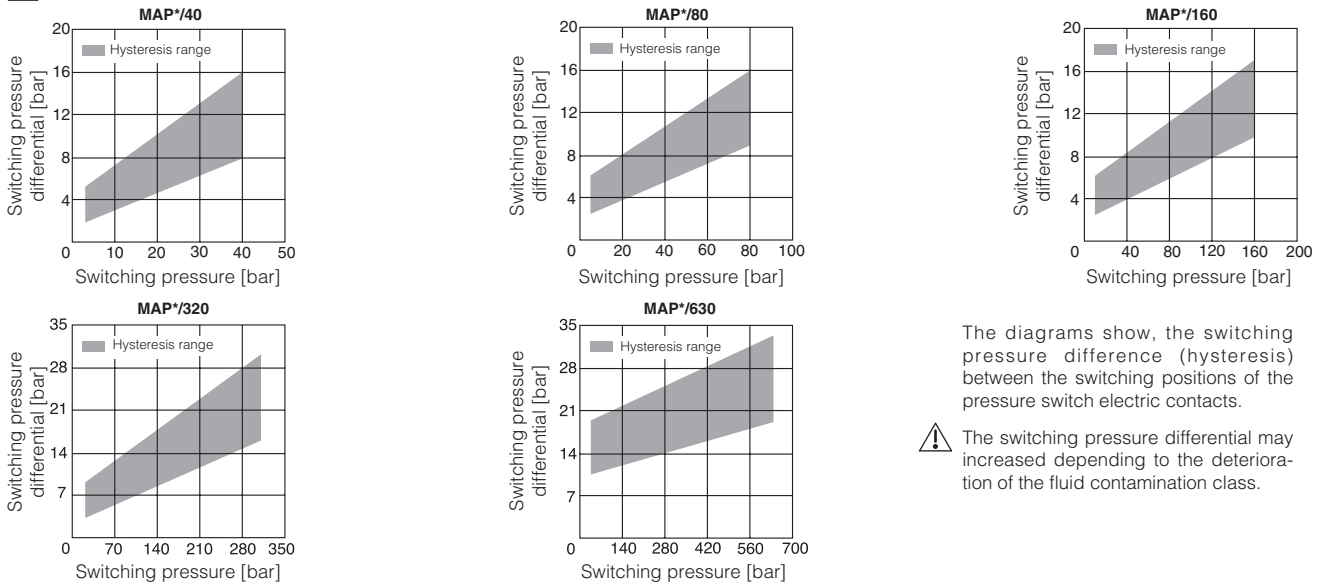 MAP*/40
20
Hysteresis range
16
12
8
4
0 10 20 30 40 50
Switching pressure
differential [bar]
Switching pressure [bar]
MAP*/80
20
Hysteresis range
16
12
8
4
0 20 40 60 80 100
Switching pressure
differential [bar]
Switching pressure [bar]
MAP*/160
20
Hysteresis range
16
12
8
4
0 40 80 120 160 200
Switching pressure
differential [bar]
Switching pressure [bar]
MAP*/320
35
Hysteresis range
28
21
14
7
0 70 140 210 280 350
Switching pressure
differential [bar]
Switching pressure [bar]
MAP*/630
35
Hysteresis range
28
21
14
7
0 140 280 420 560 700
Switching pressure
differential [bar]
Switching pressure [bar]
The diagrams show, the switching
pressure difference (hysteresis)
between the switching positions of the
pressure switch electric contacts.
The switching pressure differential may
increased depending to the deteriora-
tion of the fluid contamination class.